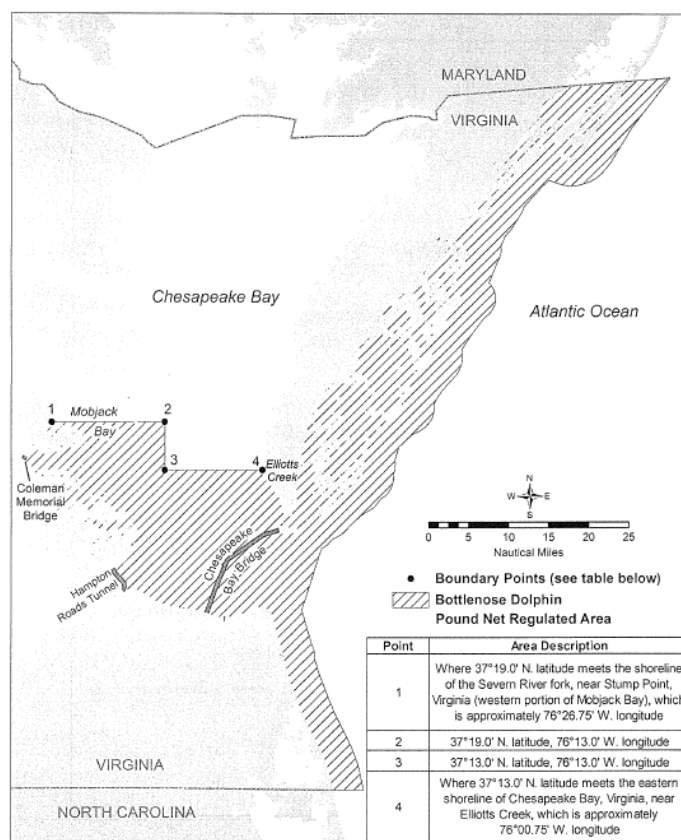 MARYLAND
VIRGINIA
Chesapeake Bay
Atlantic Ocean
1
Mobjack
Bay
2
3
4
Elliotts
Creek
Coleman
Memorial
Bridge
Hampton
Roads Tunnel
Chesapeake
Bay Bridge
N
W E
S
0 5 10 15 20 25
Nautical Miles
Boundary Points (see table below)
Bottlenose Dolphin
Pound Net Regulated Area
VIRGINIA
NORTH CAROLINA
Point Area Description
1
Where 37°19.0' N. latitude meets the shoreline
of the Severn River fork, near Stump Point,
Virginia (western portion of Mobjack Bay), which
is approximately 76°26.75' W. longitude
2 37°19.0' N. latitude, 76°13.0' W. longitude
3 37°13.0' N. latitude, 76°13.0' W. longitude
4
Where 37°13.0' N. latitude meets the eastern
shoreline of Chesapeake Bay, Virginia, near
Elliotts Creek, which is approximately
76°00.75' W. longitude